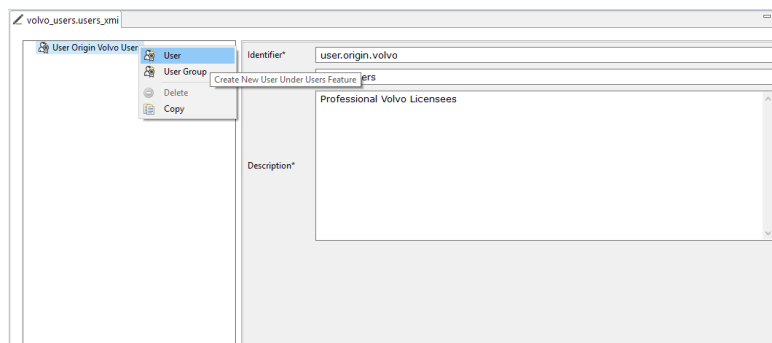 volvo_users.users_xmi
User Origin Volvo User
User
User Group
Delete
Copy
Create New User Under Users Feature
Identifier*
user.origin.volvo
ers
Professional Volvo Licensees
Description*